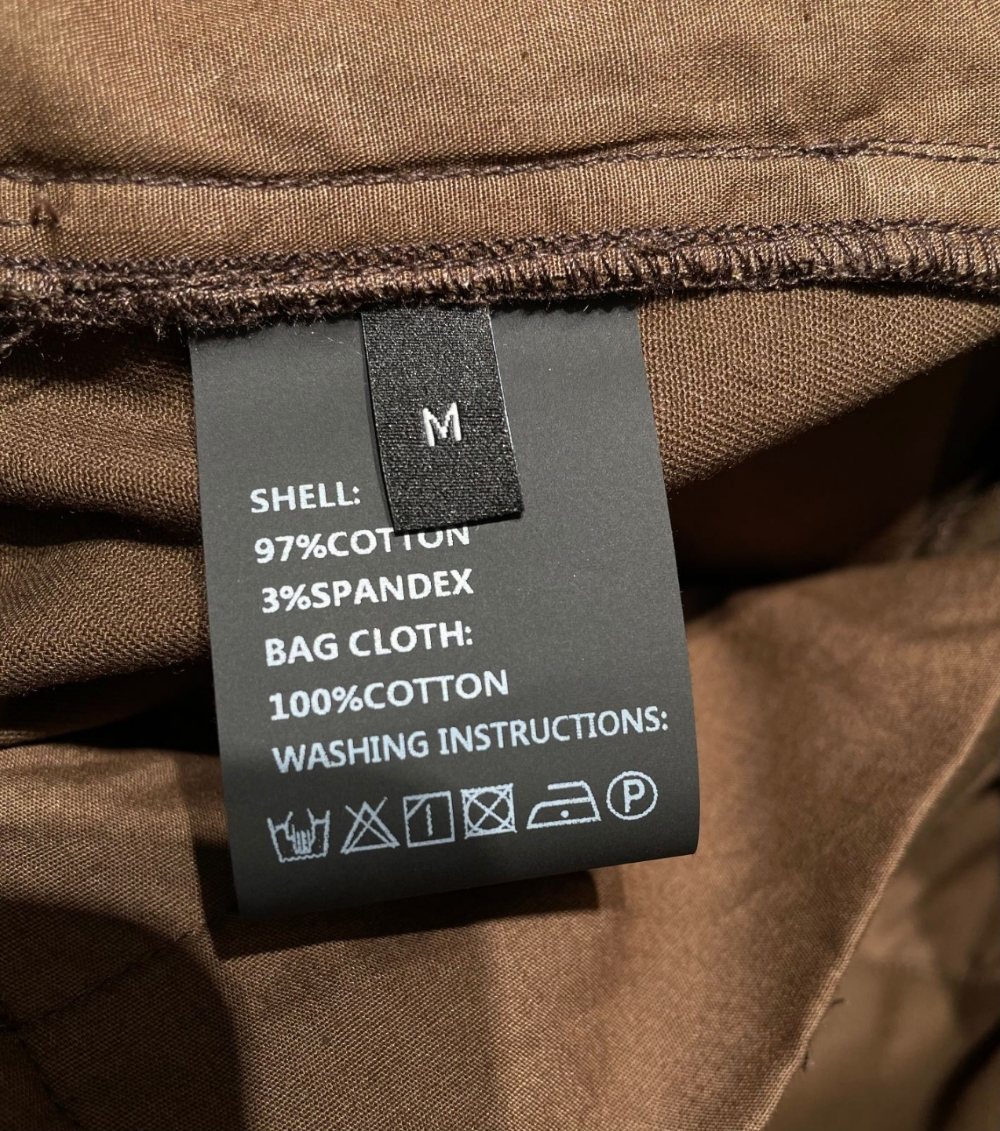 M
SHELL:
97%COTTON
3%SPANDEX
BAG CLOTH:
100%COTTON
WASHING INSTRUCTIONS:
P